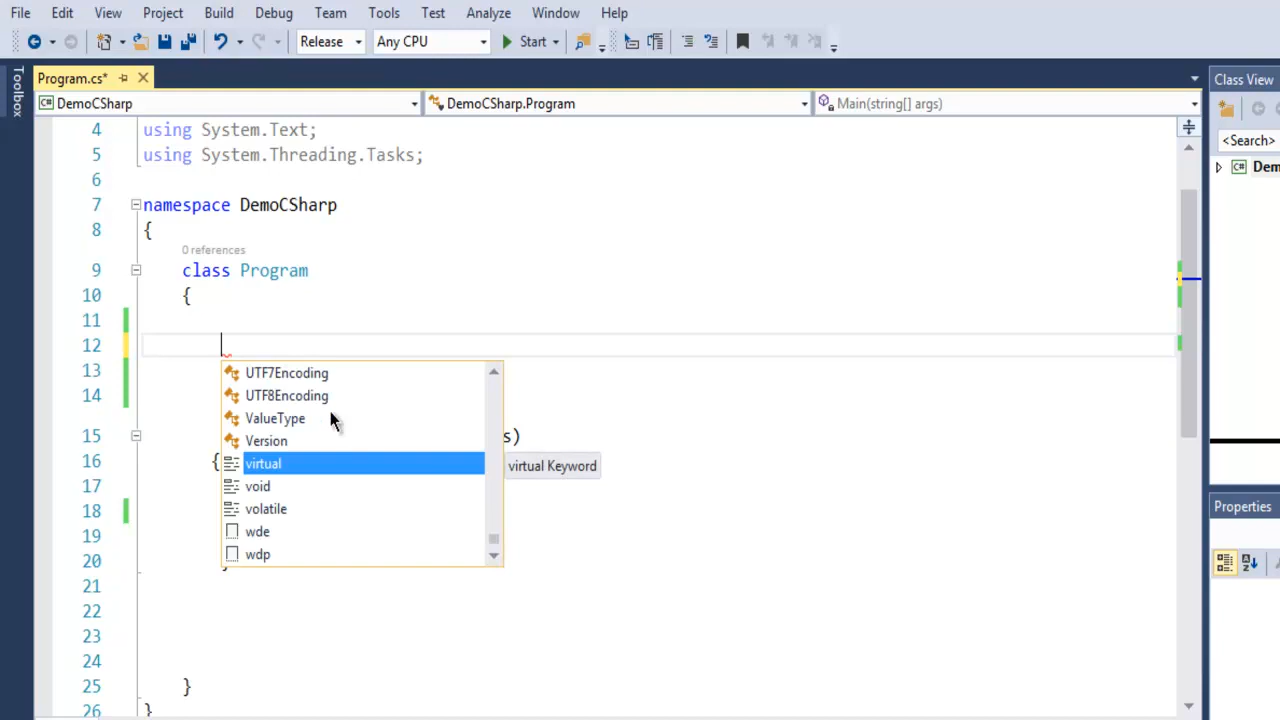 File Edit View Project Build Debug Team Tools Test Analyze Window Help
Release Any CPU Start
Toolbox
Program.cs*
Class View
DemoCSharp DemoCSharp.Program Main(string[] args)
4 using System.Text;
<Search>
5 using System.Threading.Tasks;
Dem
6
7 namespace DemoCSharp
8 {
0 references
9 class Program
10 {
11
12
UTF7Encoding
13
UTF8Encoding
14
ValueType
15 s)
Version
16 {
virtual
virtual Keyword
17
void
18
volatile
Properties
19
wde
20 }
wdp
21
22
23
24
25 }
26 }